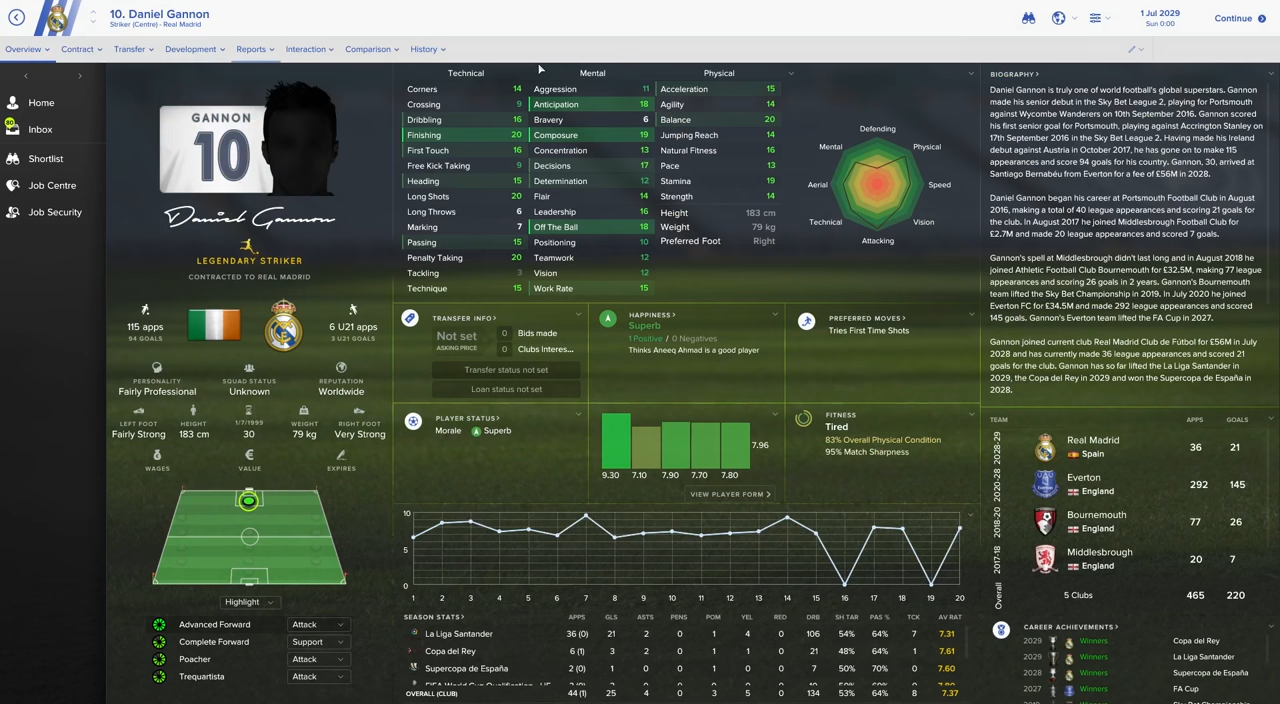 10. Daniel Gannon
Striker (Centre) - Real Madrid
1 Jul 2029
Sun 0:00
Continue
Overview
Contract
Transfer
Development
Reports
Interaction
Comparison
History
Home
80
Inbox
Shortlist
Job Centre
Job Security
GANNON
10
Daniel Gannon
LEGENDARY STRIKER
CONTRACTED TO REAL MADRID
115 apps
94 GOALS
6 U21 APPS
3 U21 GOALS
PERSONALITY
Fairly Professional
SQUAD STATUS
Unknown
REPUTATION
Worldwide
LEFT FOOT
Fairly Strong
HEIGHT
183 cm
1/7/1999
30
WEIGHT
79 kg
RIGHT FOOT
Very Strong
WAGES
VALUE
EXPIRES
Highlight
Advanced Forward Attack
Complete Forward Support
Poacher Attack
Trequartista Attack
Technical
Corners 14
Crossing 9
Dribbling 16
Finishing 20
First Touch 16
Free Kick Taking 9
Heading 15
Long Shots 20
Long Throws 6
Marking 7
Passing 15
Penalty Taking 20
Tackling 3
Technique 15
Mental
Aggression 11
Anticipation 18
Bravery 6
Composure 19
Concentration 13
Decisions 17
Determination 12
Flair 14
Leadership 16
Off The Ball 18
Positioning 10
Teamwork 12
Vision 12
Work Rate 15
Physical
Acceleration 15
Agility 14
Balance 20
Jumping Reach 14
Natural Fitness 16
Pace 13
Stamina 19
Strength 14
Height 183 cm
Weight 79 kg
Preferred Foot Right
Defending
Mental
Physical
Aerial
Speed
Technical
Vision
Attacking
TRANSFER INFO
Not set
ASKING PRICE
0 Bids made
0 Clubs Interes...
Transfer status not set
Loan status not set
HAPPINESS
Superb
1 Positive / 0 Negatives
Thinks Aneeq Ahmad is a good player
PREFERRED MOVES
Tries First Time Shots
PLAYER STATUS
Morale Superb
7.96
9.30 7.10 7.90 7.70 7.80
VIEW PLAYER FORM
FITNESS
Tired
83% Overall Physical Condition
95% Match Sharpness
10
5
0
1 2 3 4 5 6 7 8 9 10 11 12 13 14 15 16 17 18 19 20
SEASON STATS APPS GLS ASTS PENS POM YEL RED DRB SH TAR PAS % TCK AV RAT
La Liga Santander 36 (0) 21 2 0 1 4 0 106 54% 64% 7 7.31
Copa del Rey 6 (1) 3 2 0 1 1 0 21 48% 64% 1 7.61
Supercopa de España 2 (0) 1 0 0 1 0 0 7 50% 70% 0 7.60
OVERALL (CLUB) 44 (1) 25 4 0 3 5 0 134 53% 64% 8 7.37
BIOGRAPHY
Daniel Gannon is truly one of world football's global superstars. Gannon
made his senior debut in the Sky Bet League 2, playing for Portsmouth
against Wycombe Wanderers on 10th September 2016. Gannon scored
his first senior goal for Portsmouth, playing against Accrington Stanley on
17th September 2016 in the Sky Bet League 2. Having made his Ireland
debut against Austria in October 2017, he has gone on to make 115
appearances and score 94 goals for his country. Gannon, 30, arrived at
Santiago Bernabéu from Everton for a fee of £56M in 2028.
Daniel Gannon began his career at Portsmouth Football Club in August
2016, making a total of 40 league appearances and scoring 21 goals for
the club. In August 2017 he joined Middlesbrough Football Club for
£2.7M and made 20 league appearances and scored 7 goals.
Gannon's spell at Middlesbrough didn't last long and in August 2018 he
joined Athletic Football Club Bournemouth for £32.5M, making 77 league
appearances and scoring 26 goals in 2 years. Gannon's Bournemouth
team lifted the Sky Bet Championship in 2019. In July 2020 he joined
Everton FC for £34.5M and made 292 league appearances and scored
145 goals. Gannon's Everton team lifted the FA Cup in 2027.
Gannon joined current club Real Madrid Club de Fútbol for £56M in July
2028 and has currently made 36 league appearances and scored 21
goals for the club. Gannon has so far lifted the La Liga Santander in
2029, the Copa del Rey in 2029 and won the Supercopa de España in
2028.
TEAM APPS GOALS
2028-29 Real Madrid 36 21
Spain
2020-28 Everton 292 145
England
2018-20 Bournemouth 77 26
England
2017-18 Middlesbrough 20 7
England
Overall 5 Clubs 465 220
CAREER ACHIEVEMENTS
2029 Winners Copa del Rey
2029 Winners La Liga Santander
2028 Winners Supercopa de España
2027 Winners FA Cup